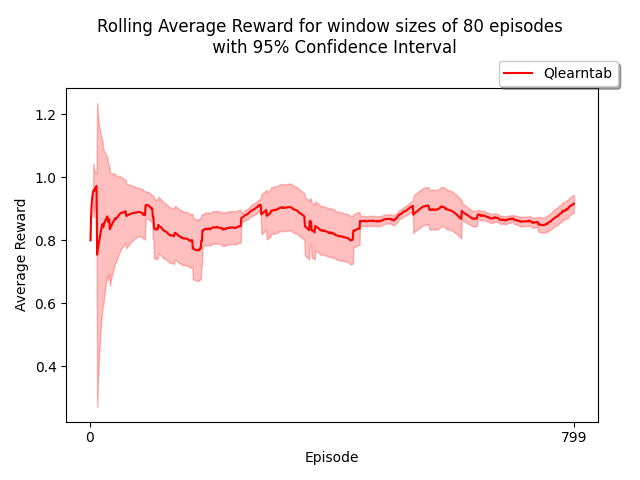 Rolling Average Reward for window sizes of 80 episodes
with 95% Confidence Interval
Qlearntab
1.2
1.0
0.8
0.6
0.4
Average Reward
0
799
Episode